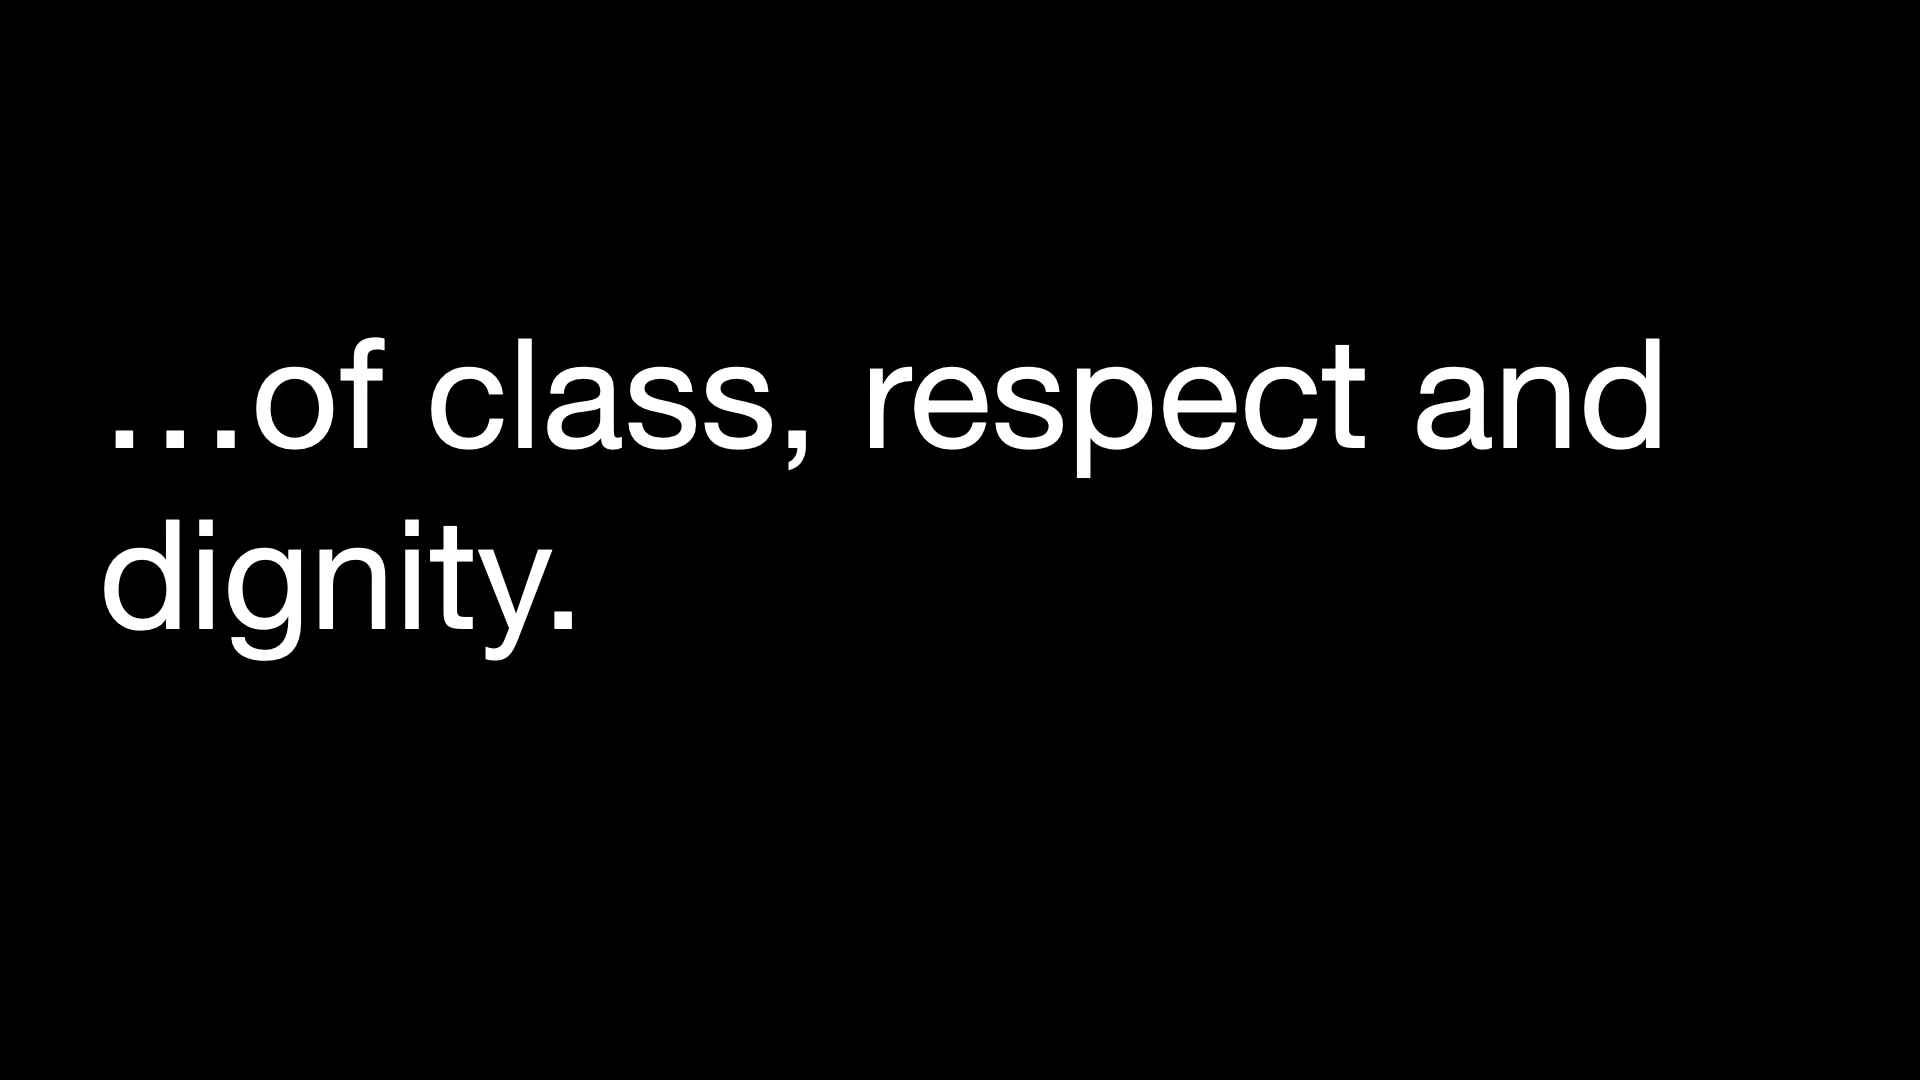 …of class, respect and
dignity.